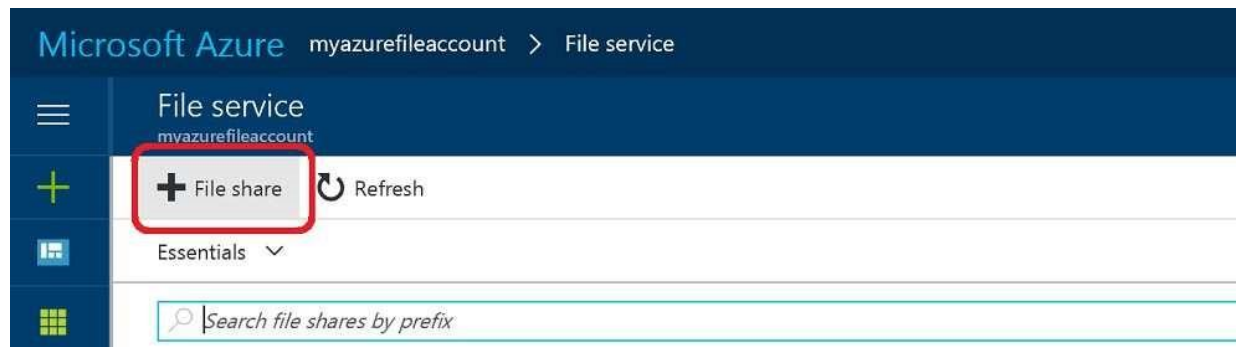 Microsoft Azure myazurefileaccount > File service
File service
myazurefileaccount
File share Refresh
Essentials
Search file shares by prefix